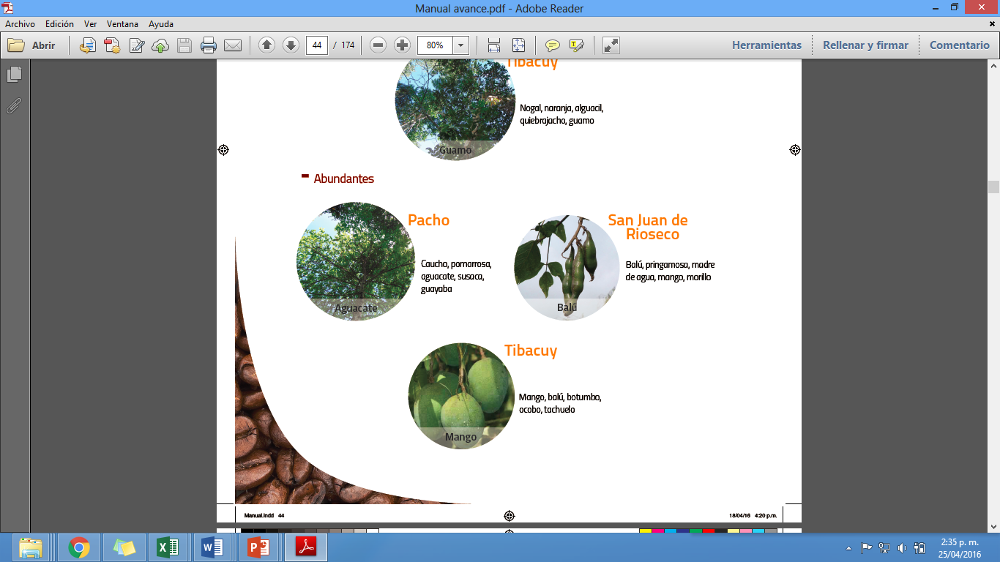 Manual avance.pdf - Adobe Reader
Archivo Edición Ver Ventana Ayuda
Abrir 44 / 174 80% Herramientas Rellenar y firmar Comentario
Tibacuy
Nogal, naranja, alguacil,
quiebrajacho, guamo
Guamo
- Abundantes
Pacho
Caucho, pomarrosa,
aguacate, susaca,
guayaba
Aguacate
San Juan de
Rioseco
Balú, pringamosa, madre
de agua, mango, morillo
Balú
Tibacuy
Mango, balú, botumbo,
ocobo, tachuelo
Mango
Manual.indd 44
18/04/16 4:20 p.m.
2:35 p. m.
25/04/2016